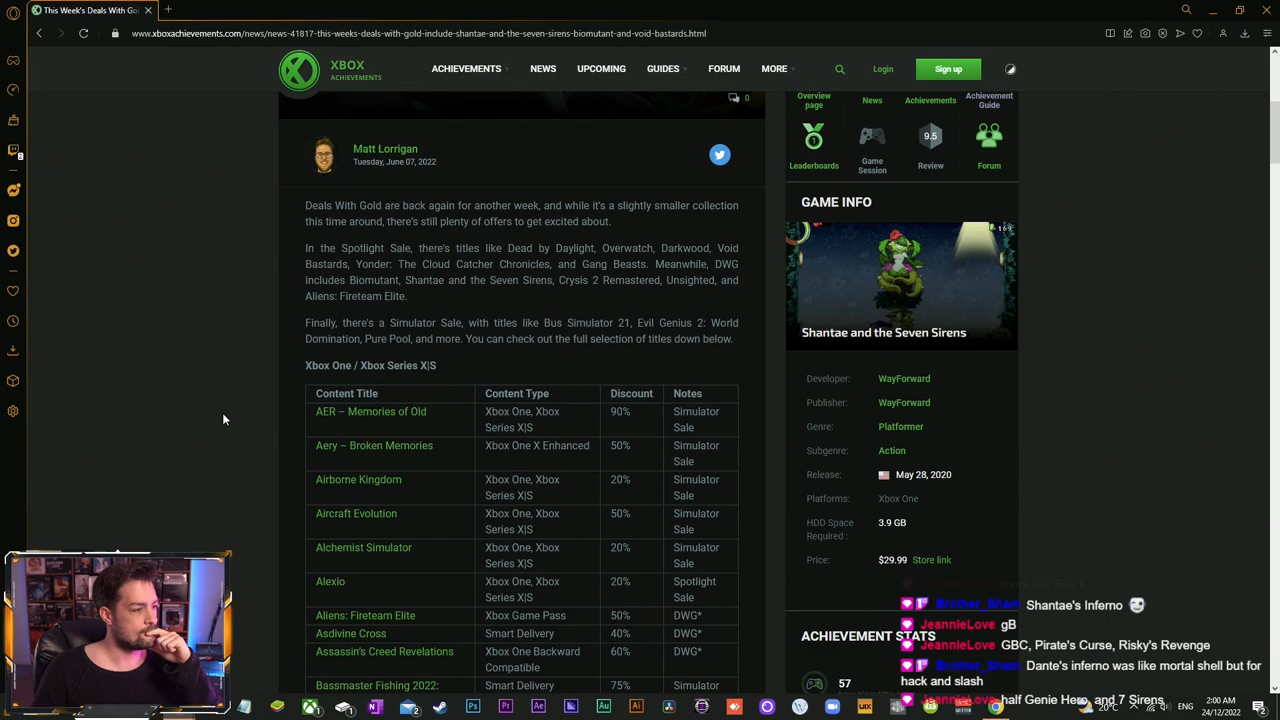 This Week's Deals With Gol
www.xboxachievements.com/news/news-41817-this-weeks-deals-with-gold-include-shantae-and-the-seven-sirens-biomutant-and-void-bastards.html
XBOX
ACHIEVEMENTS
ACHIEVEMENTS NEWS UPCOMING GUIDES FORUM MORE Login Sign up
0
Overview page News Achievements Achievement Guide
1 9.5
Leaderboards Game Session Review Forum
Matt Lorrigan
Tuesday, June 07, 2022
Deals With Gold are back again for another week, and while it's a slightly smaller collection
this time around, there's still plenty of offers to get excited about.
In the Spotlight Sale, there's titles like Dead by Daylight, Overwatch, Darkwood, Void
Bastards, Yonder: The Cloud Catcher Chronicles, and Gang Beasts. Meanwhile, DWG
includes Biomutant, Shantae and the Seven Sirens, Crysis 2 Remastered, Unsighted, and
Aliens: Fireteam Elite.
Finally, there's a Simulator Sale, with titles like Bus Simulator 21, Evil Genius 2: World
Domination, Pure Pool, and more. You can check out the full selection of titles down below.
Xbox One / Xbox Series X|S
Content Title Content Type Discount Notes
AER – Memories of Old Xbox One, Xbox Series X|S 90% Simulator Sale
Aery – Broken Memories Xbox One X Enhanced 50% Simulator Sale
Airborne Kingdom Xbox One, Xbox Series X|S 20% Simulator Sale
Aircraft Evolution Xbox One, Xbox Series X|S 50% Simulator Sale
Alchemist Simulator Xbox One, Xbox Series X|S 20% Simulator Sale
Alexio Xbox One, Xbox Series X|S 20% Spotlight Sale
Aliens: Fireteam Elite Xbox Game Pass 50% DWG*
Asdivine Cross Smart Delivery 40% DWG*
Assassin's Creed Revelations Xbox One Backward Compatible 60% DWG*
Bassmaster Fishing 2022: Smart Delivery 75% Simulator
GAME INFO
Shantae and the Seven Sirens
Developer: WayForward
Publisher: WayForward
Genre: Platformer
Subgenre: Action
Release: May 28, 2020
Platforms: Xbox One
HDD Space Required : 3.9 GB
Price: $29.99 Store link
ACHIEVEMENT STATS
57
Brother_Sham Shantae's Inferno
JeannieLove gB
JeannieLove GBC, Pirate's Curse, Risky's Revenge
Brother_Sham Dante's inferno was like mortal shell but for
hack and slash
JeannieLove half Genie Hero, and 7 Sirens
20°C ENG 2:00 AM
24/12/2022